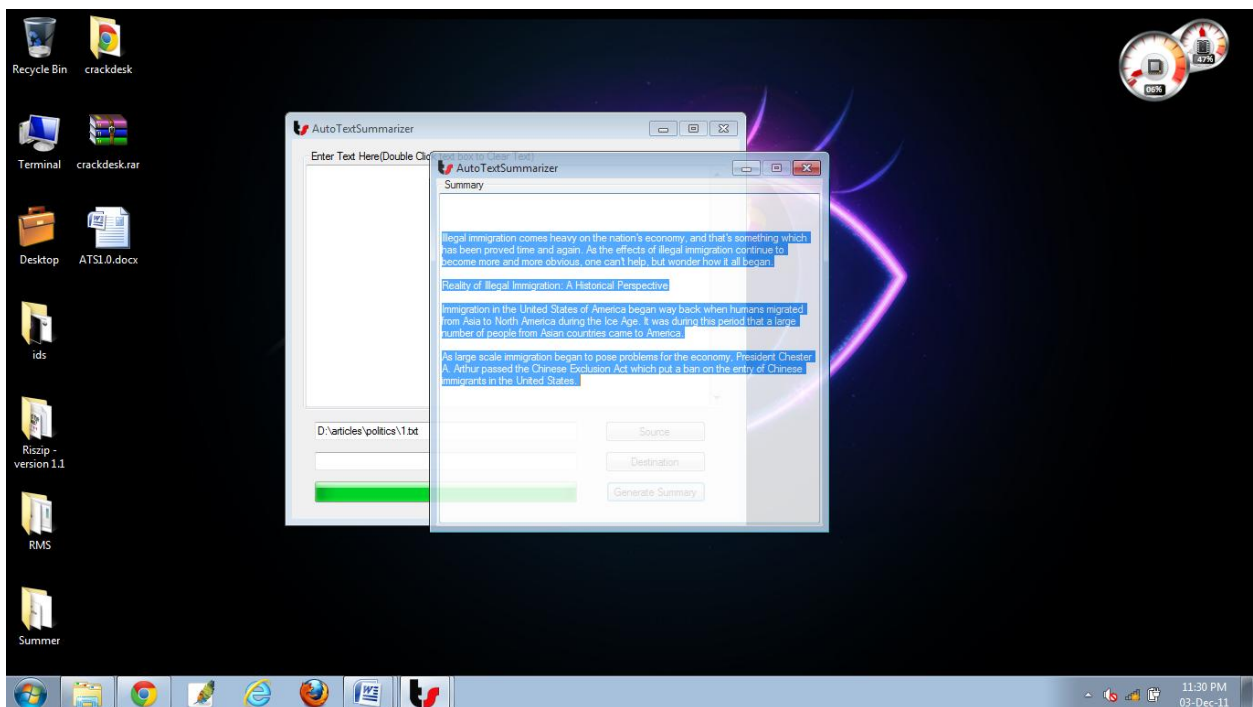 Recycle Bin
crackdesk
Terminal
crackdesk.rar
Desktop
ATS1.0.docx
ids
Riszip -
version 1.1
RMS
Summer
47%
06%
AutoTextSummarizer
Enter Text Here(Double Click text box to Clear Text)
D:\articles\politics\1.txt
Source
Destination
Generate Summary
AutoTextSummarizer
Summary
Illegal immigration comes heavy on the nation's economy, and that's something which
has been proved time and again. As the effects of illegal immigration continue to
become more and more obvious, one can't help, but wonder how it all began.
Reality of Illegal Immigration: A Historical Perspective
Immigration in the United States of America began way back when humans migrated
from Asia to North America during the Ice Age. It was during this period that a large
number of people from Asian countries came to America.
As large scale immigration began to pose problems for the economy, President Chester
A. Arthur passed the Chinese Exclusion Act which put a ban on the entry of Chinese
immigrants in the United States.
11:30 PM
03-Dec-11